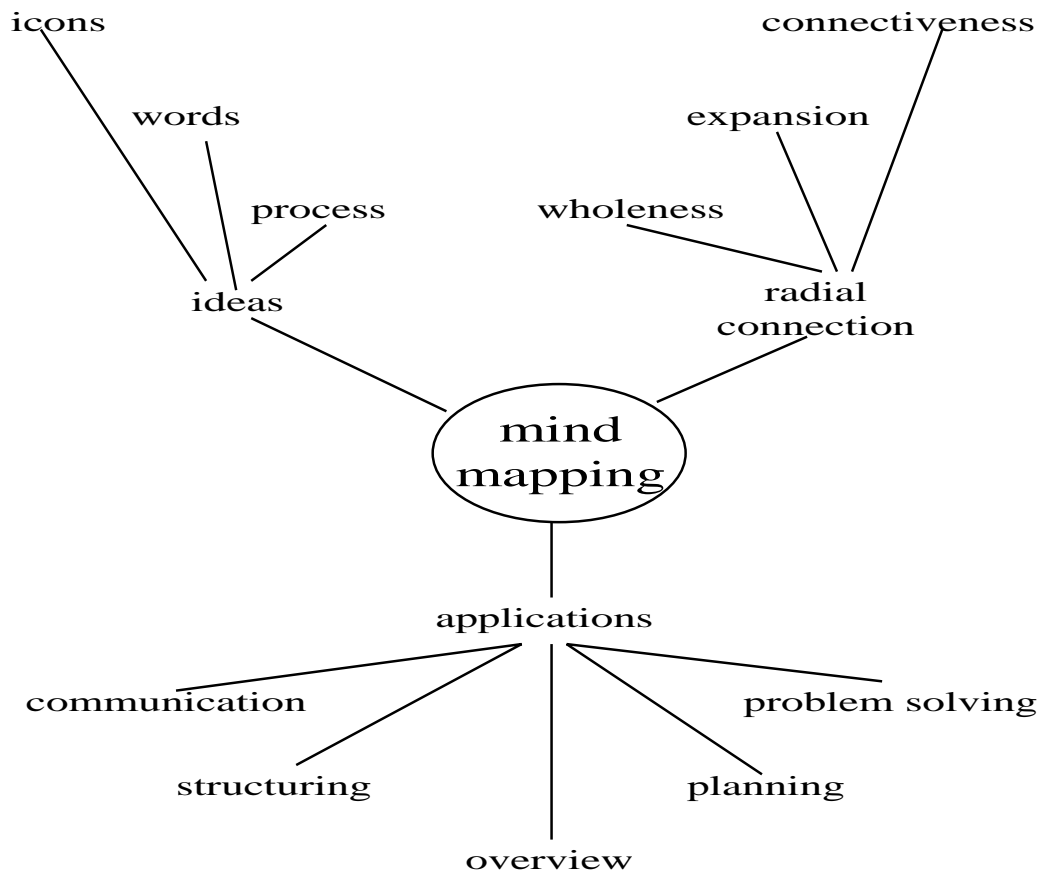 icons
connectiveness
words
expansion
process
wholeness
ideas
radial
connection
mind
mapping
applications
communication
problem solving
structuring
planning
overview